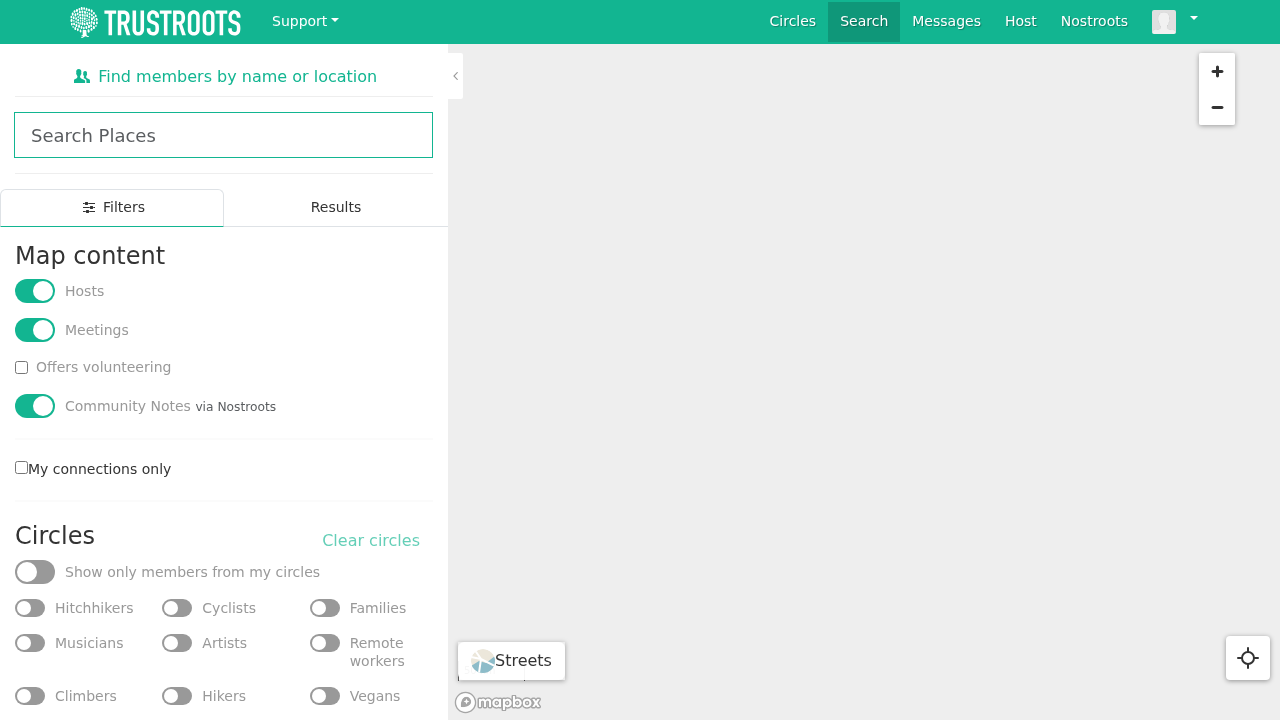 TRUSTROOTS
Support
Circles
Search
Messages
Host
Nostroots
Find members by name or location
Search Places
Filters
Results
Map content
Hosts
Meetings
Offers volunteering
Community Notes via Nostroots
My connections only
Circles
Clear circles
Show only members from my circles
Hitchhikers
Cyclists
Families
Musicians
Artists
Remote
workers
Climbers
Hikers
Vegans
Streets
mapbox